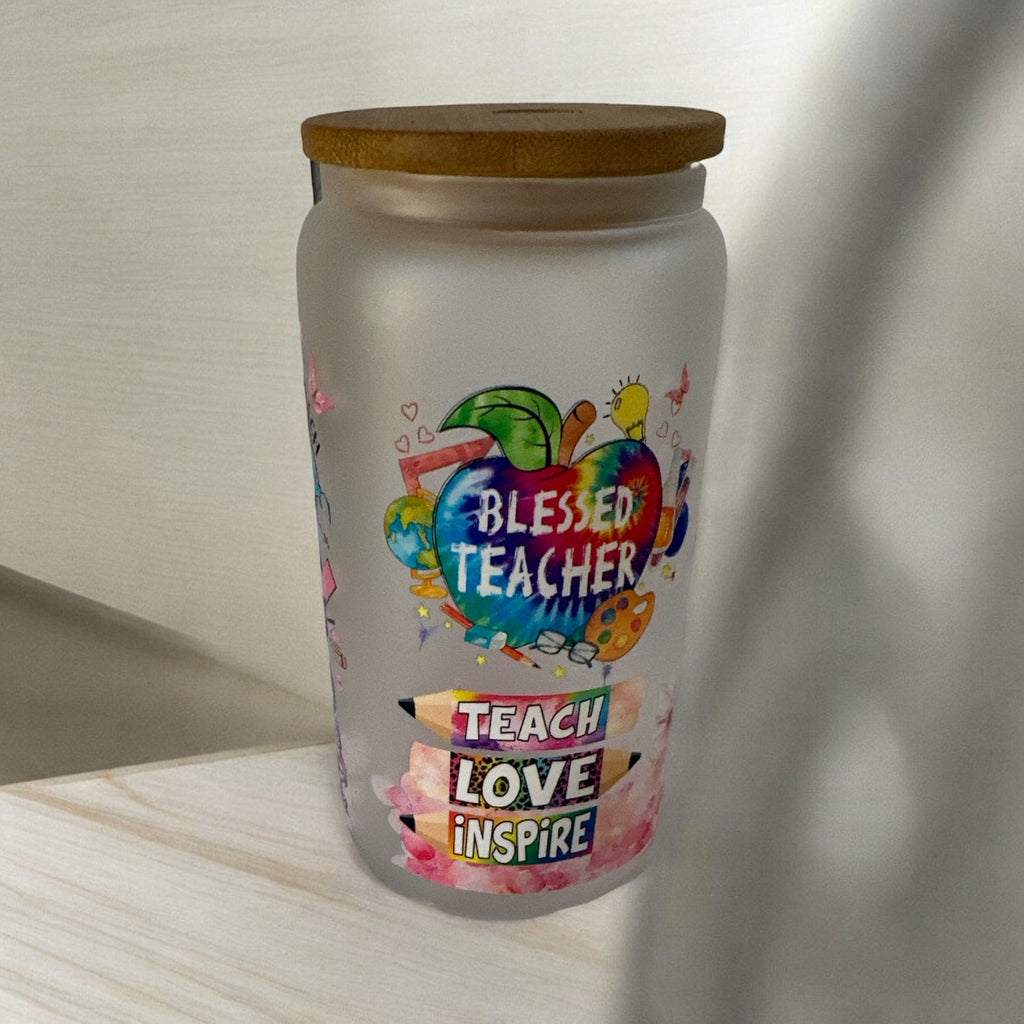 BLESSED
TEACHER
TEACH
LOVE
iNSPiRE